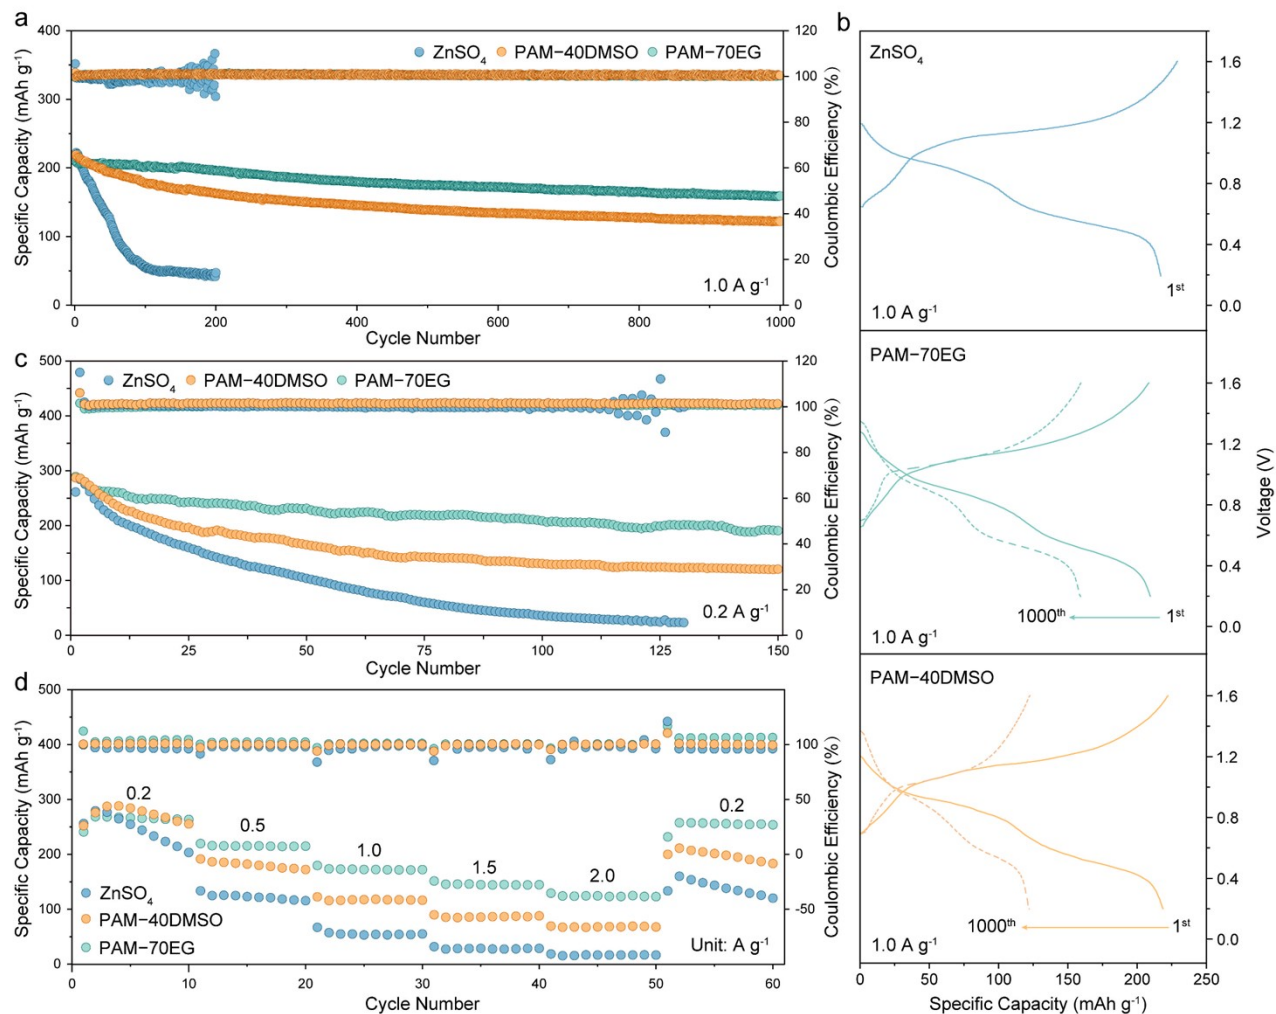 a
400
350
300
250
200
150
100
50
0
Specific Capacity (mAh g⁻¹)
ZnSO₄ PAM−40DMSO PAM−70EG
120
100
80
60
40
20
0
Coulombic Efficiency (%)
1.0 A g⁻¹
0 200 400 600 800 1000
Cycle Number
b
ZnSO₄
1.6
1.2
0.8
0.4
0.0
1ˢᵗ
1.0 A g⁻¹
PAM−70EG
1.6
1.2
0.8
0.4
0.0
Voltage (V)
1000ᵗʰ 1ˢᵗ
1.0 A g⁻¹
PAM−40DMSO
1.6
1.2
0.8
0.4
0.0
1000ᵗʰ 1ˢᵗ
1.0 A g⁻¹
0 50 100 150 200 250
Specific Capacity (mAh g⁻¹)
c
500
400
300
200
100
0
Specific Capacity (mAh g⁻¹)
ZnSO₄ PAM−40DMSO PAM−70EG
120
100
80
60
40
20
0
Coulombic Efficiency (%)
0.2 A g⁻¹
0 25 50 75 100 125 150
Cycle Number
d
500
400
300
200
100
0
Specific Capacity (mAh g⁻¹)
0.2
0.5
1.0
1.5
2.0
0.2
ZnSO₄
PAM−40DMSO
PAM−70EG
Unit: A g⁻¹
100
50
0
-50
Coulombic Efficiency (%)
0 10 20 30 40 50 60
Cycle Number